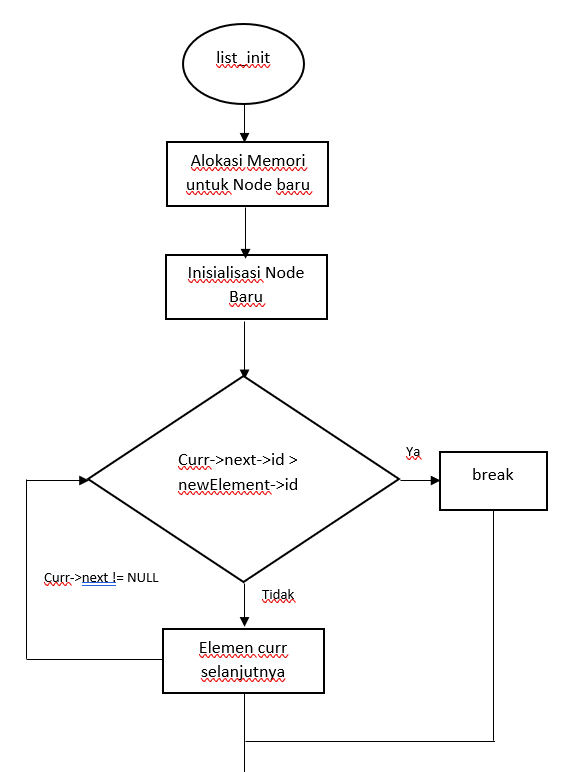 list_init
Alokasi Memori
untuk Node baru
Inisialisasi Node
Baru
Curr->next->id >
newElement->id
Ya
break
Curr->next != NULL
Tidak
Elemen curr
selanjutnya